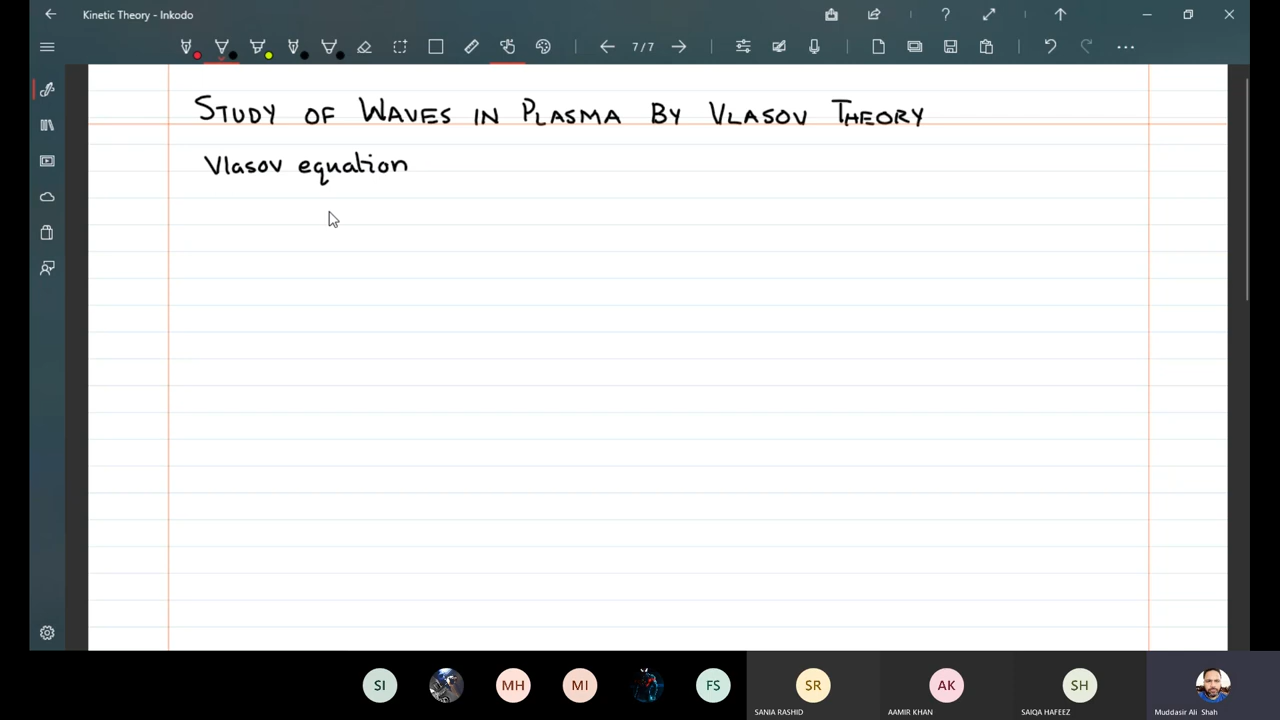 Kinetic Theory - Inkodo
7/7
STUDY OF WAVES IN PLASMA BY VLASOV THEORY
Vlasov equation
SI
MH
MI
FS
SR
AK
SH
SANIA RASHID
AAMIR KHAN
SAIQA HAFEEZ
Muddasir Ali Shah